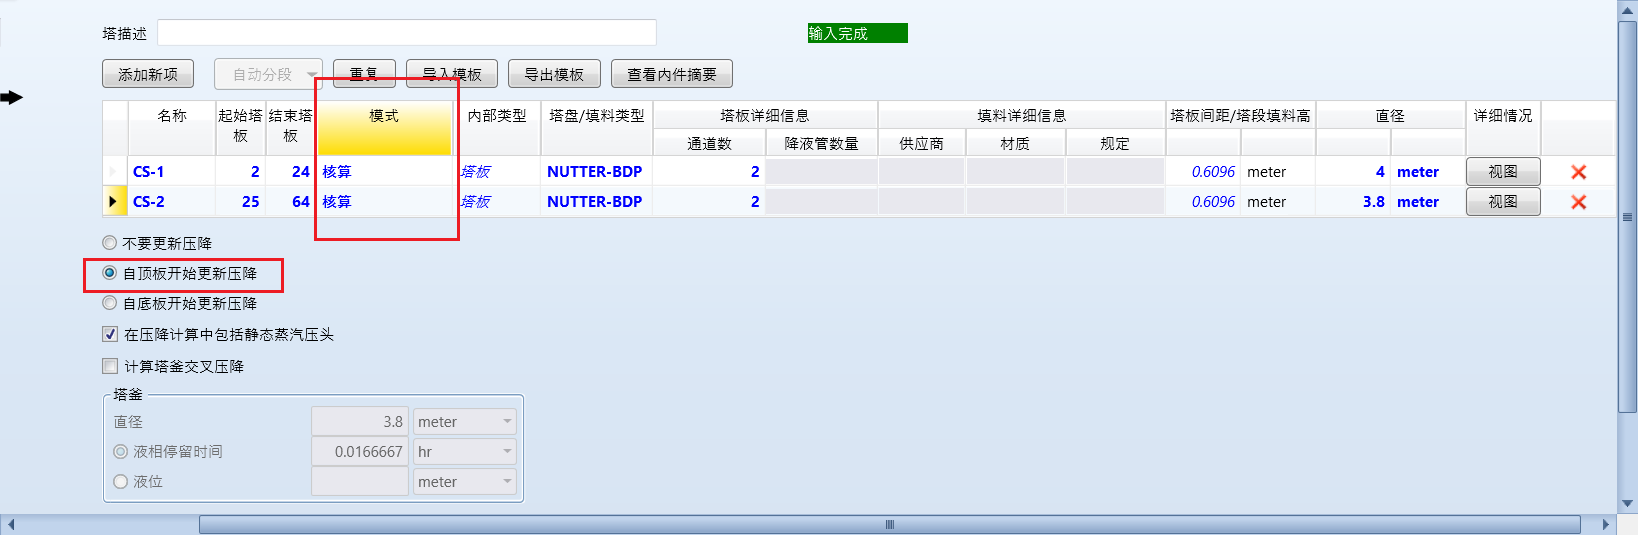 塔描述
输入完成
添加新项 自动分段 重复 导入模板 导出模板 查看内件摘要
名称 起始塔板 结束塔板 模式 内部类型 塔盘/填料类型 塔板详细信息 填料详细信息 塔板间距/塔段填料高 直径 详细情况
通道数 降液管数量 供应商 材质 规定
CS-1 2 24 核算 塔板 NUTTER-BDP 2 0.6096 meter 4 meter 视图
CS-2 25 64 核算 塔板 NUTTER-BDP 2 0.6096 meter 3.8 meter 视图
不要更新压降
自顶板开始更新压降
自底板开始更新压降
在压降计算中包括静态蒸汽压头
计算塔釜交叉压降
塔釜
直径 3.8 meter
液相停留时间 0.0166667 hr
液位 meter